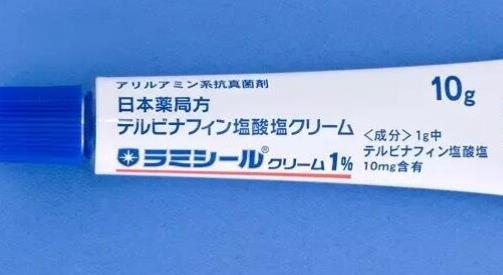 アリルアミン系抗真菌剤
10g
日本薬局方
テルビナフィン塩酸塩クリーム
ラミシール® クリーム1%
<成分> 1g中
テルビナフィン塩酸塩
10mg含有